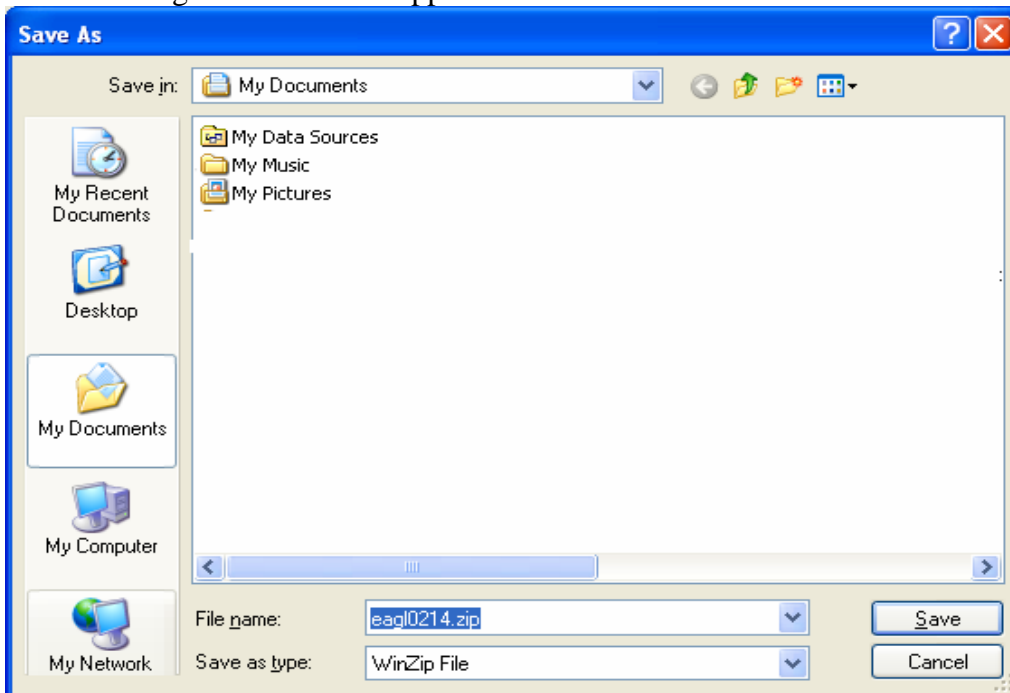 Save As
Save in: My Documents
My Data Sources
My Music
My Pictures
My Recent
Documents
Desktop
My Documents
My Computer
My Network
File name: eagl0214.zip
Save
Save as type: WinZip File
Cancel